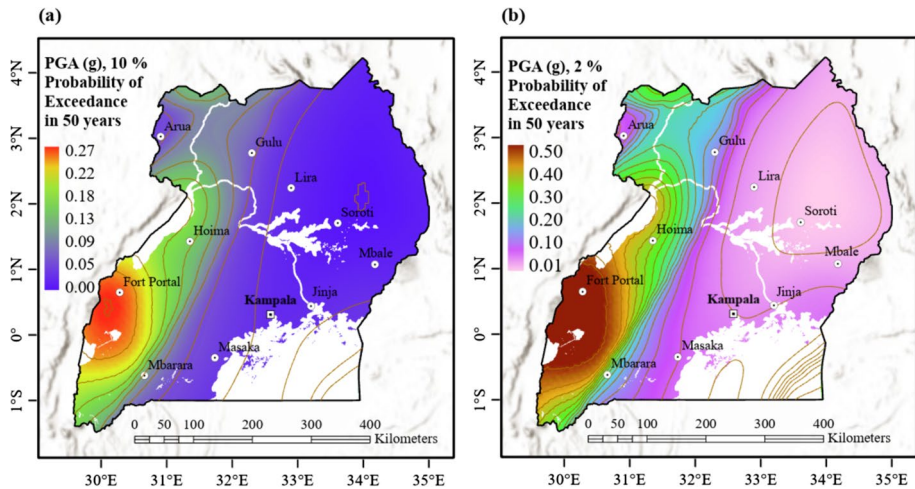 (a)
PGA (g), 10 %
Probability of
Exceedance
in 50 years
0.27
0.22
0.18
0.13
0.09
0.05
0.00
4°N
3°N
2°N
1°N
0°
1°S
Arua
Gulu
Lira
Soroti
Hoima
Mbale
Fort Portal
Kampala
Jinja
Masaka
Mbarara
0 50 100 200 300 400
Kilometers
30°E 31°E 32°E 33°E 34°E 35°E
(b)
PGA (g), 2 %
Probability of
Exceedance
in 50 years
0.50
0.40
0.30
0.20
0.10
0.01
4°N
3°N
2°N
1°N
0°
1°S
Arua
Gulu
Lira
Soroti
Hoima
Mbale
Fort Portal
Kampala
Jinja
Masaka
Mbarara
0 50 100 200 300 400
Kilometers
30°E 31°E 32°E 33°E 34°E 35°E